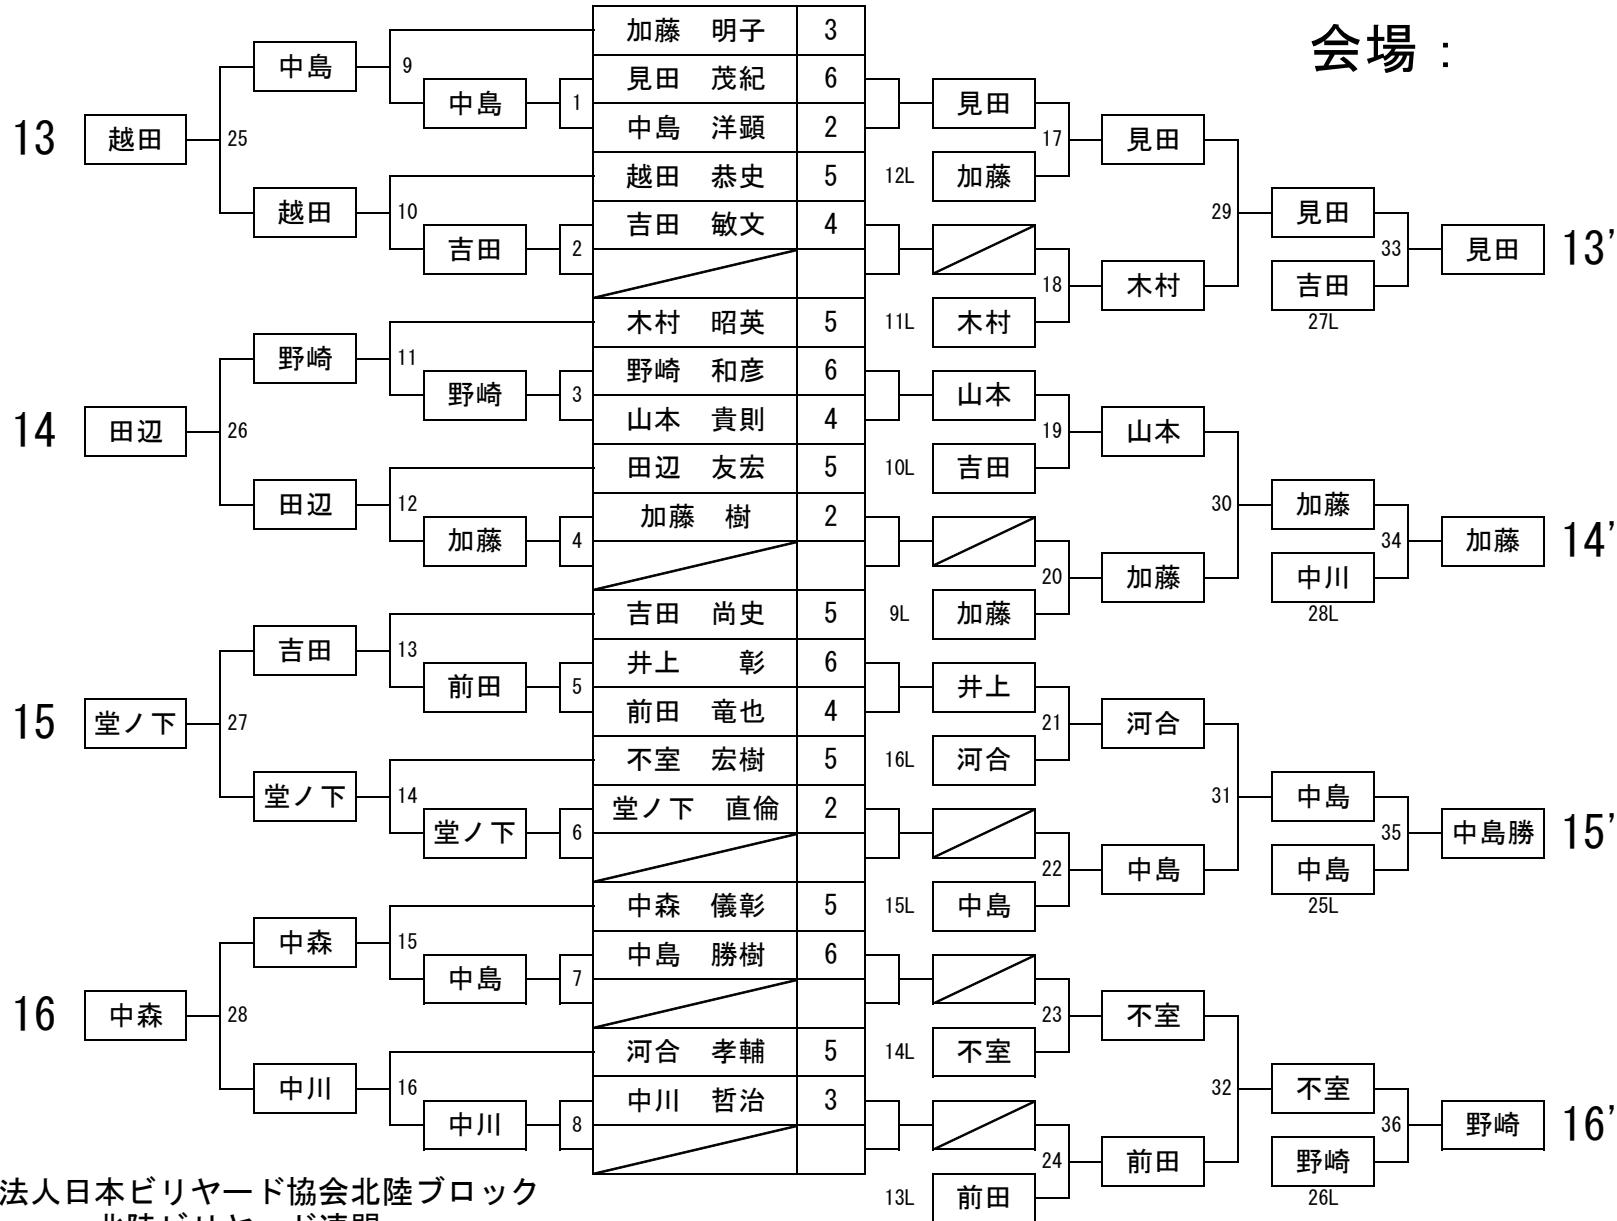 会場：
加藤　明子 3
見田　茂紀 6
中島　洋顕 2
越田　恭史 5
吉田　敏文 4
木村　昭英 5
野崎　和彦 6
山本　貴則 4
田辺　友宏 5
加藤　樹 2
吉田　尚史 5
井上　　彰 6
前田　竜也 4
不室　宏樹 5
堂ノ下　直倫 2
中森　儀彰 5
中島　勝樹 6
河合　孝輔 5
中川　哲治 3
13 越田 25
中島 9
中島 1
越田 10
吉田 2
14 田辺 26
野崎 11
野崎 3
田辺 12
加藤 4
15 堂ノ下 27
吉田 13
前田 5
堂ノ下 14
堂ノ下 6
16 中森 28
中森 15
中島 7
中川 16
中川 8
見田
12L 加藤
17 見田
11L 木村
18 木村
29 見田
吉田
27L
33 見田 13’
山本
10L 吉田
19 山本
9L 加藤
20 加藤
30 加藤
中川
28L
34 加藤 14’
井上
16L 河合
21 河合
15L 中島
22 中島
31 中島
中島
25L
35 中島勝 15’
14L 不室
23 不室
13L 前田
24 前田
32 不室
野崎
26L
36 野崎 16’
法人日本ビリヤード協会北陸ブロック
北陸ビリヤード連盟